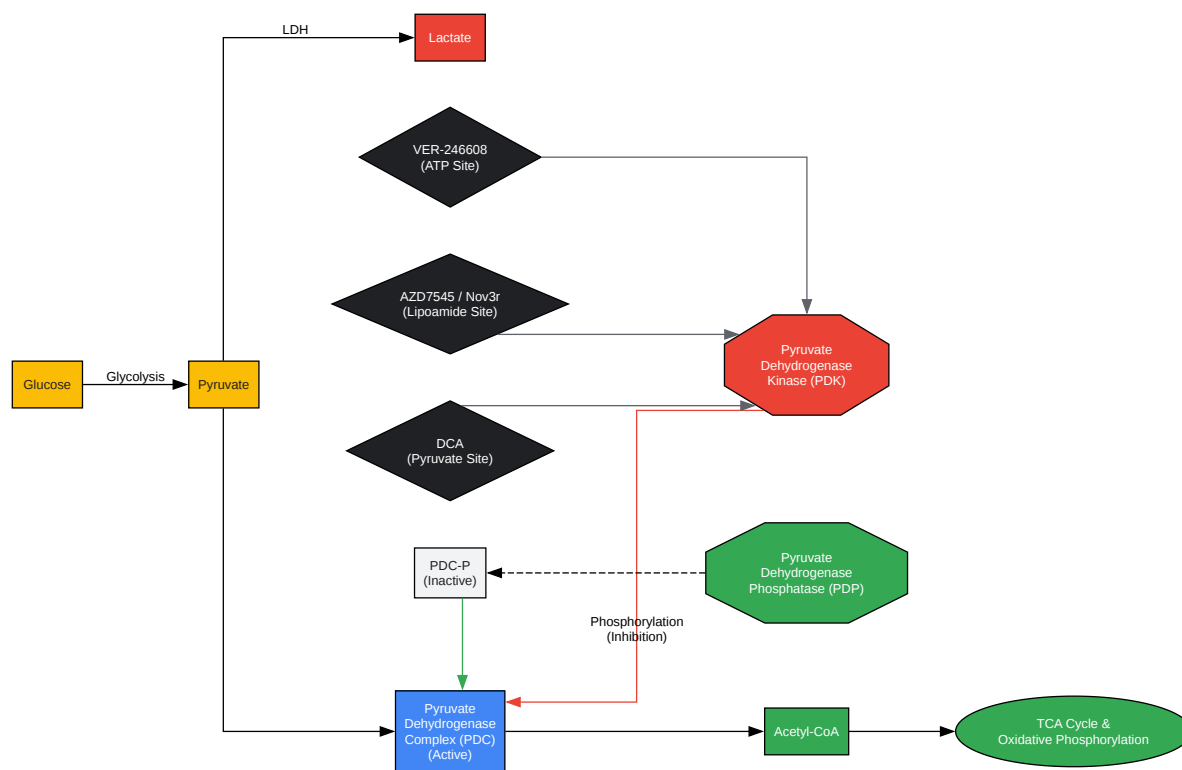 LDH
Lactate
VER-246608
(ATP Site)
AZD7545 / Nov3r
(Lipoamide Site)
Pyruvate
Dehydrogenase
Kinase (PDK)
Glucose
Glycolysis
Pyruvate
DCA
(Pyruvate Site)
PDC-P
(Inactive)
Pyruvate
Dehydrogenase
Phosphatase (PDP)
Phosphorylation
(Inhibition)
Pyruvate
Dehydrogenase
Complex (PDC)
(Active)
Acetyl-CoA
TCA Cycle &
Oxidative Phosphorylation